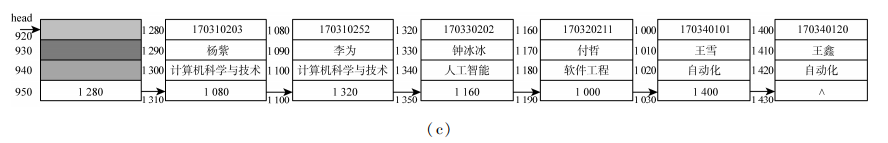 head
920 1 280 170310203 1 080 170310252 1 320 170330202 1 160 170320211 1 000 170340101 1 400 170340120
930 1 290 杨紫 1 090 李为 1 330 钟冰冰 1 170 付哲 1 010 王雪 1 410 王鑫
940 1 300 计算机科学与技术 1 100 计算机科学与技术 1 340 人工智能 1 180 软件工程 1 020 自动化 1 420 自动化
950 1 280 1 310 1 080 1 100 1 320 1 350 1 160 1 190 1 000 1 030 1 400 1 430 ∧
(c)